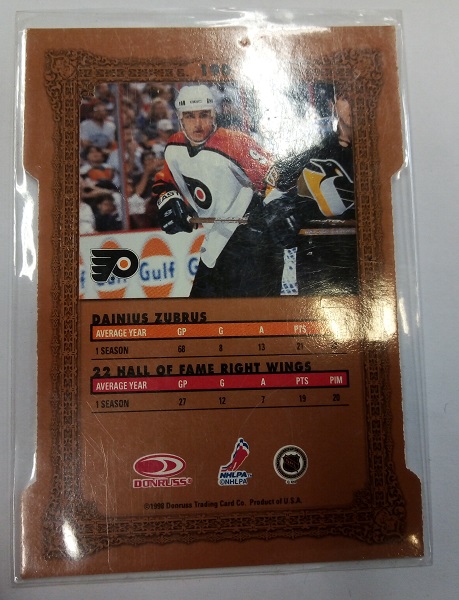 DAINIUS ZUBRUS
AVERAGE YEAR GP G A PTS
1 SEASON 68 8 13 21
22 HALL OF FAME RIGHT WINGS
AVERAGE YEAR GP G A PTS PIM
1 SEASON 27 12 7 19 20
Gulf Gulf
DONRUSS
NHLPA
©NHLPA
©1998 Donruss Trading Card Co. Product of U.S.A.